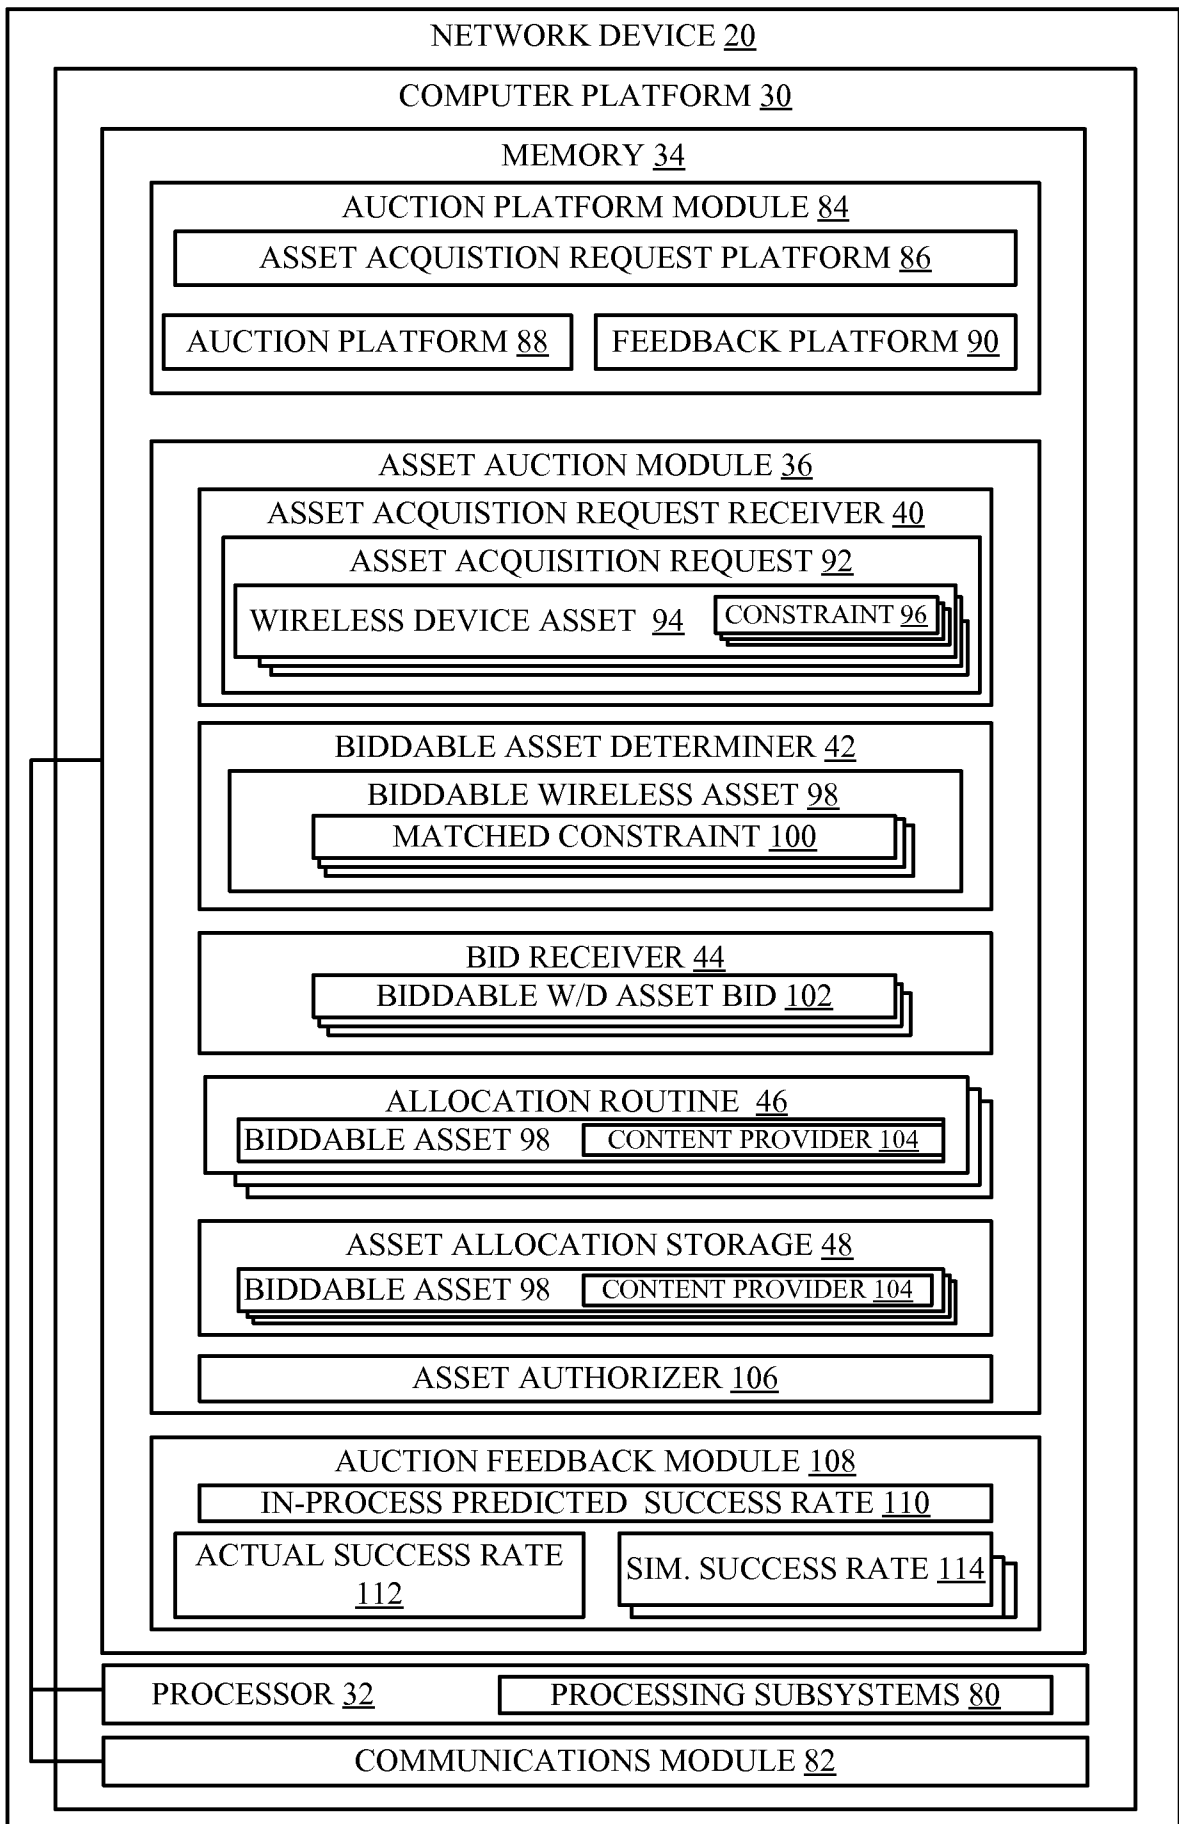 NETWORK DEVICE 20
COMPUTER PLATFORM 30
MEMORY 34
AUCTION PLATFORM MODULE 84
ASSET ACQUISTION REQUEST PLATFORM 86
AUCTION PLATFORM 88
FEEDBACK PLATFORM 90
ASSET AUCTION MODULE 36
ASSET ACQUISTION REQUEST RECEIVER 40
ASSET ACQUISITION REQUEST 92
WIRELESS DEVICE ASSET 94
CONSTRAINT 96
BIDDABLE ASSET DETERMINER 42
BIDDABLE WIRELESS ASSET 98
MATCHED CONSTRAINT 100
BID RECEIVER 44
BIDDABLE W/D ASSET BID 102
ALLOCATION ROUTINE 46
BIDDABLE ASSET 98
CONTENT PROVIDER 104
ASSET ALLOCATION STORAGE 48
BIDDABLE ASSET 98
CONTENT PROVIDER 104
ASSET AUTHORIZER 106
AUCTION FEEDBACK MODULE 108
IN-PROCESS PREDICTED SUCCESS RATE 110
ACTUAL SUCCESS RATE
112
SIM. SUCCESS RATE 114
PROCESSOR 32
PROCESSING SUBSYSTEMS 80
COMMUNICATIONS MODULE 82